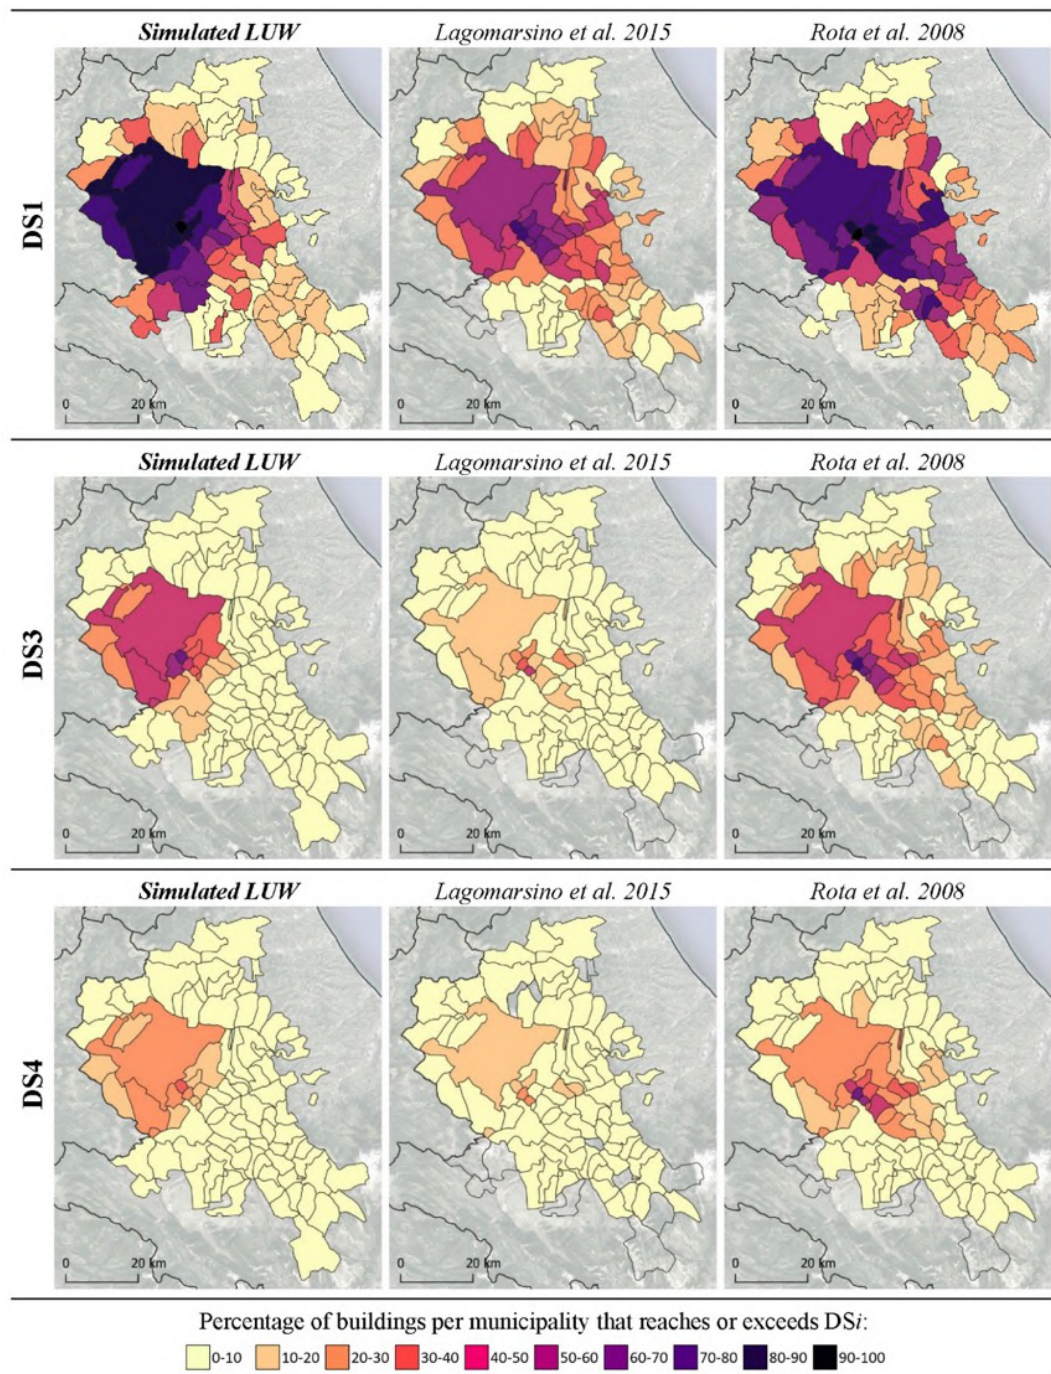 Simulated LUW Lagomarsino et al. 2015 Rota et al. 2008
DS1
0 20 km 0 20 km 0 20 km
Simulated LUW Lagomarsino et al. 2015 Rota et al. 2008
DS3
0 20 km 0 20 km 0 20 km
Simulated LUW Lagomarsino et al. 2015 Rota et al. 2008
DS4
0 20 km 0 20 km 0 20 km
Percentage of buildings per municipality that reaches or exceeds DSi:
0-10 10-20 20-30 30-40 40-50 50-60 60-70 70-80 80-90 90-100